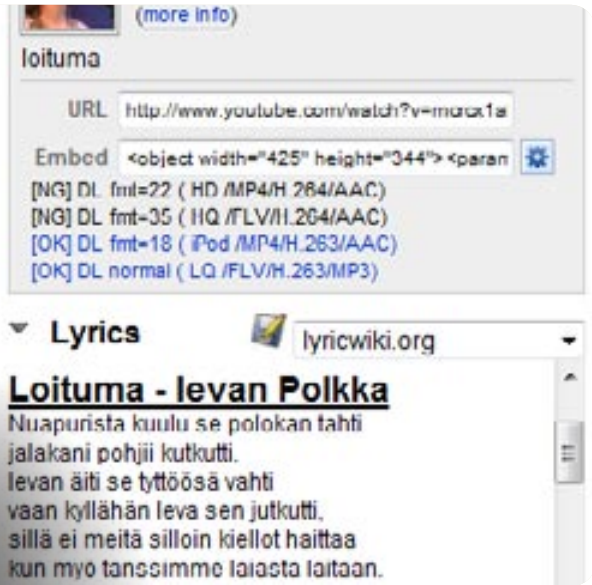 (more info)
loituma
URL http://www.youtube.com/watch?v=
Embed <object width="425" height="344"> <param
[NG] DL fmt=22 ( HD /MP4/H.264/AAC)
[NG] DL fmt=35 ( HQ /FLV/H.264/AAC)
[OK] DL fmt=18 ( iPod /MP4/H.263/AAC)
[OK] DL normal ( LQ /FLV/H.263/MP3)
Lyrics lyricwiki.org
Loituma - Ievan Polkka
Nuapurista kuulu se polokan tahti
jalakani pohjii kutkutti.
Ievan äiti se tyttöösä vahti
vaan kyllähän Ieva sen jutkutti,
sillä ei meitä silloin kiellot haittaa
kun myö tanssimme laiasta laitaan.